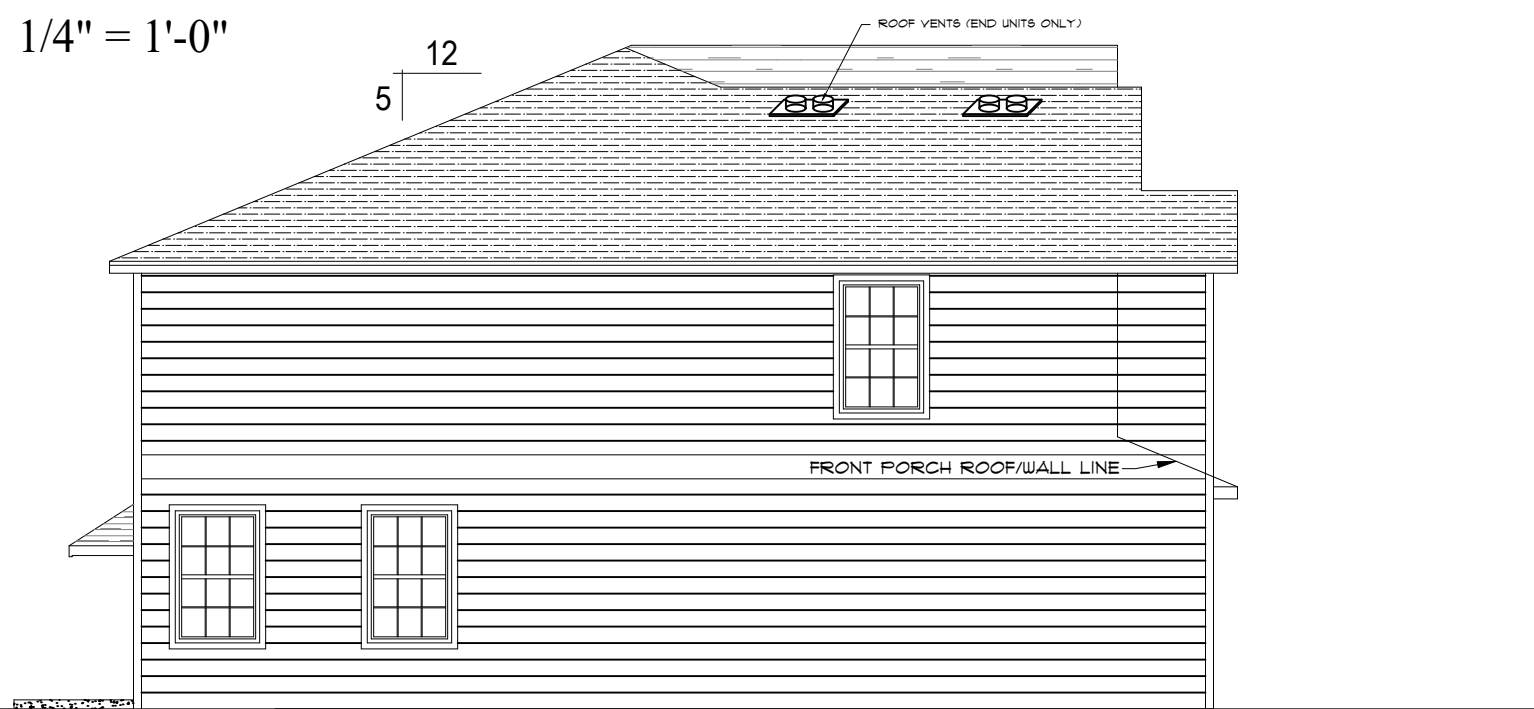 1/4" = 1'-0"
ROOF VENTS (END UNITS ONLY)
12
5
FRONT PORCH ROOF/WALL LINE